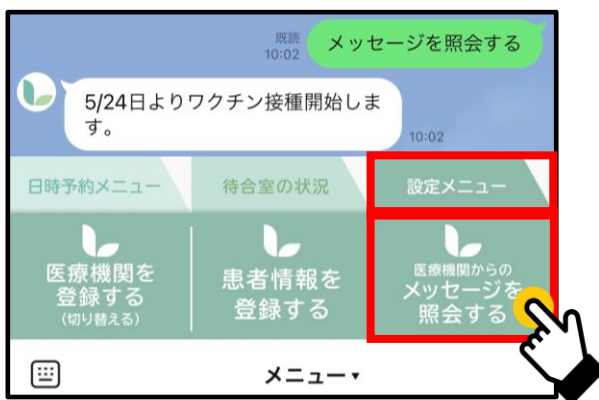 既読
10:02
メッセージを照会する
5/24日よりワクチン接種開始しま
す。
10:02
日時予約メニュー
待合室の状況
設定メニュー
医療機関を
登録する
(切り替える)
患者情報を
登録する
医療機関からの
メッセージを
照会する
メニュー▾